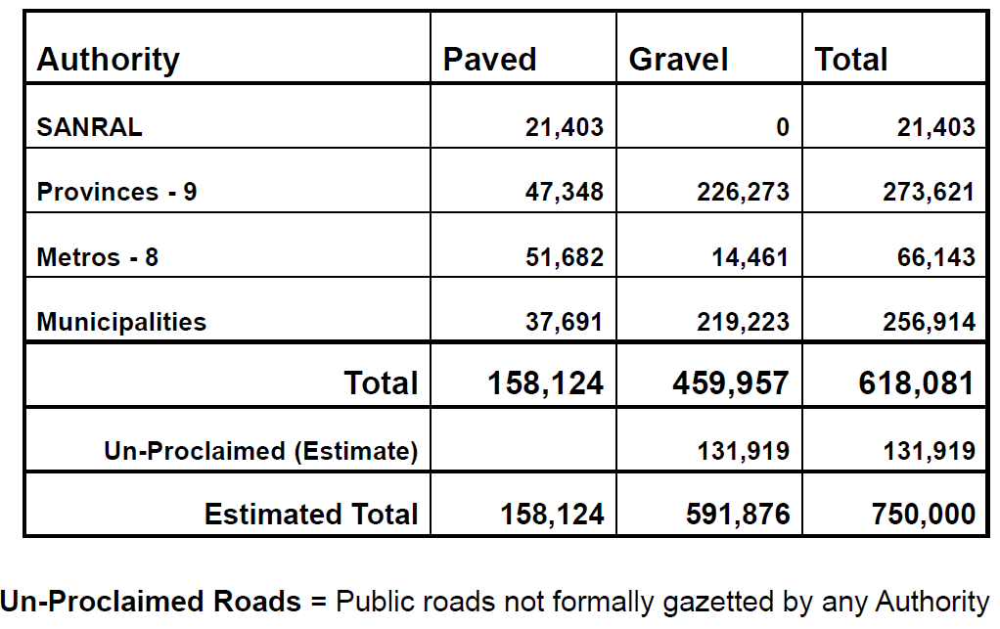 Authority Paved Gravel Total
SANRAL 21,403 0 21,403
Provinces - 9 47,348 226,273 273,621
Metros - 8 51,682 14,461 66,143
Municipalities 37,691 219,223 256,914
Total 158,124 459,957 618,081
Un-Proclaimed (Estimate) 131,919 131,919
Estimated Total 158,124 591,876 750,000
Un-Proclaimed Roads = Public roads not formally gazetted by any Authority